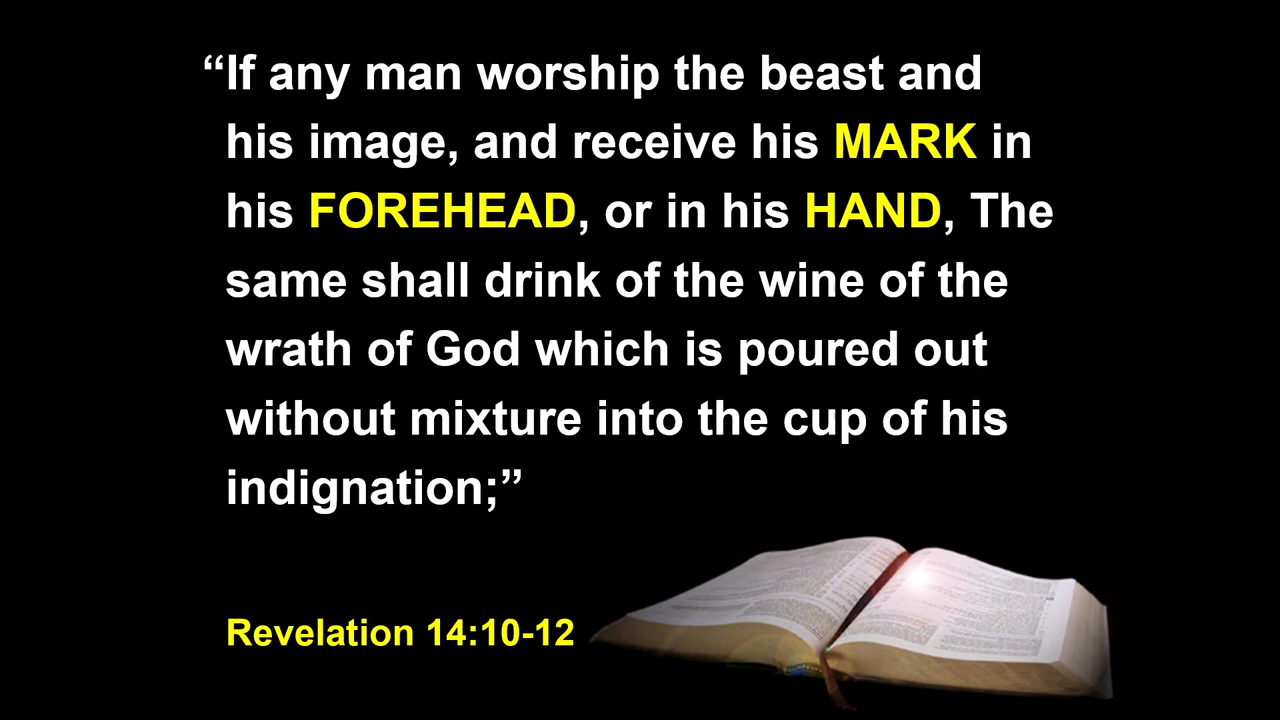 “If any man worship the beast and
his image, and receive his MARK in
his FOREHEAD, or in his HAND, The
same shall drink of the wine of the
wrath of God which is poured out
without mixture into the cup of his
indignation;”
Revelation 14:10-12